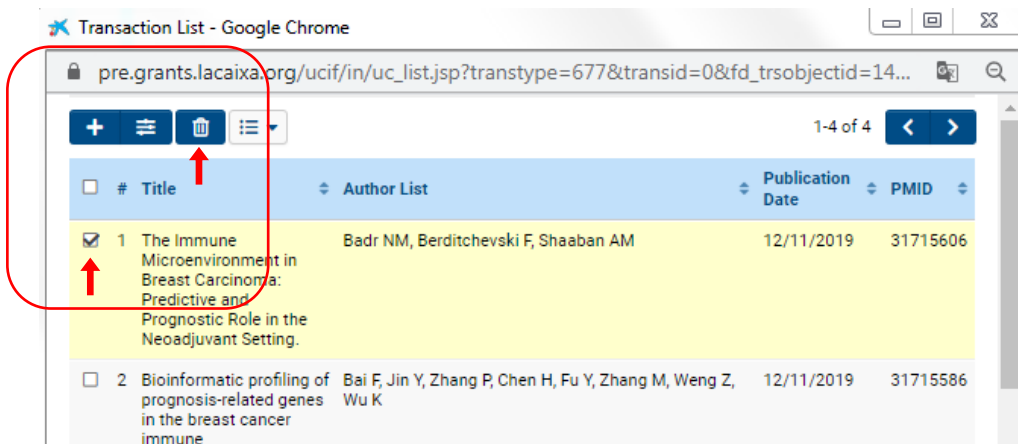 Transaction List - Google Chrome
pre.grants.lacaixa.org/ucif/in/uc_list.jsp?transtype=677&transid=0&fd_trsobjectid=14...
1-4 of 4
# Title Author List Publication Date PMID
1 The Immune Badr NM, Berditchevski F, Shaaban AM 12/11/2019 31715606
Microenvironment in
Breast Carcinoma:
Predictive and
Prognostic Role in the
Neoadjuvant Setting.
2 Bioinformatic profiling of Bai F, Jin Y, Zhang P, Chen H, Fu Y, Zhang M, Weng Z, 12/11/2019 31715586
prognosis-related genes Wu K
in the breast cancer
immune